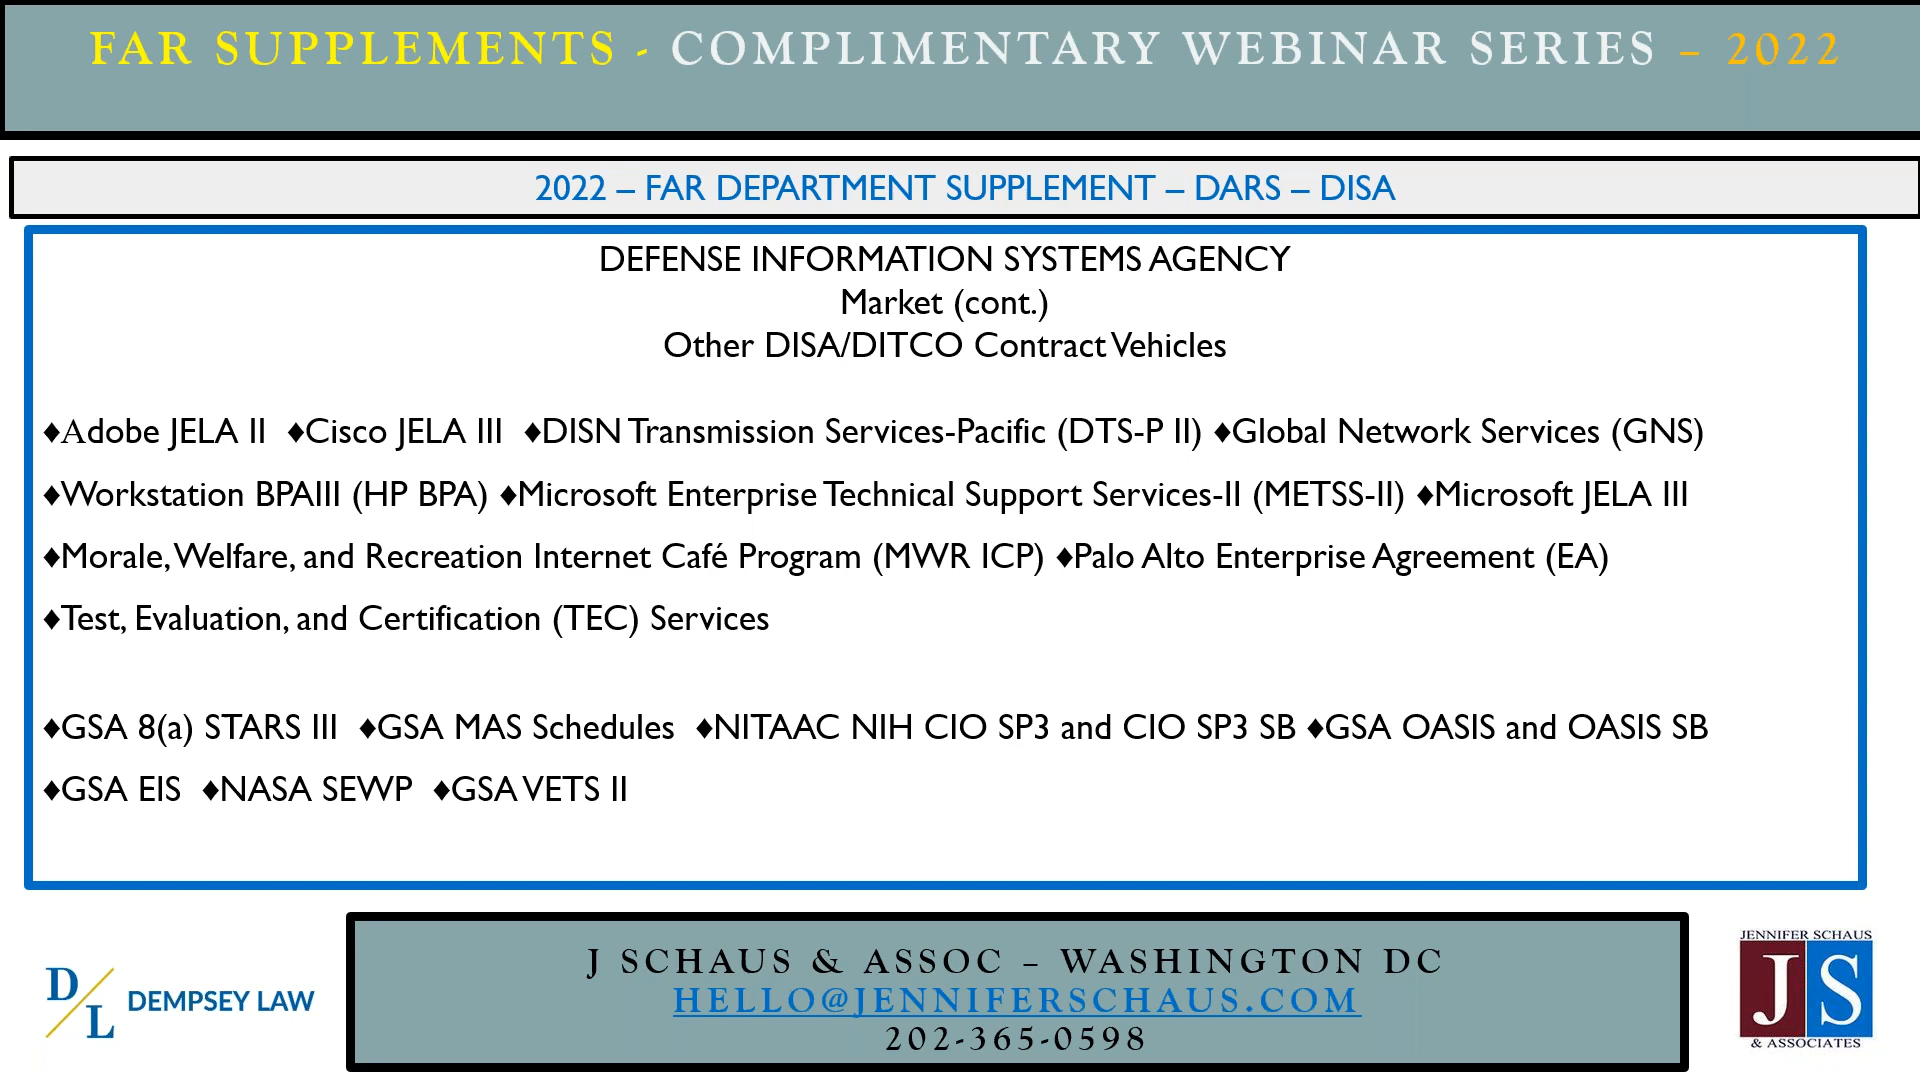 FAR SUPPLEMENTS - COMPLIMENTARY WEBINAR SERIES – 2022
2022 – FAR DEPARTMENT SUPPLEMENT – DARS – DISA
DEFENSE INFORMATION SYSTEMS AGENCY
Market (cont.)
Other DISA/DITCO Contract Vehicles
♦Adobe JELA II ♦Cisco JELA III ♦DISN Transmission Services-Pacific (DTS-P II) ♦Global Network Services (GNS)
♦Workstation BPAIII (HP BPA) ♦Microsoft Enterprise Technical Support Services-II (METSS-II) ♦Microsoft JELA III
♦Morale, Welfare, and Recreation Internet Café Program (MWR ICP) ♦Palo Alto Enterprise Agreement (EA)
♦Test, Evaluation, and Certification (TEC) Services
♦GSA 8(a) STARS III ♦GSA MAS Schedules ♦NITAAC NIH CIO SP3 and CIO SP3 SB ♦GSA OASIS and OASIS SB
♦GSA EIS ♦NASA SEWP ♦GSA VETS II
D/L DEMPSEY LAW
J SCHAUS & ASSOC – WASHINGTON DC
HELLO@JENNIFERSCHAUS.COM
202-365-0598
JENNIFER SCHAUS
JS
& ASSOCIATES